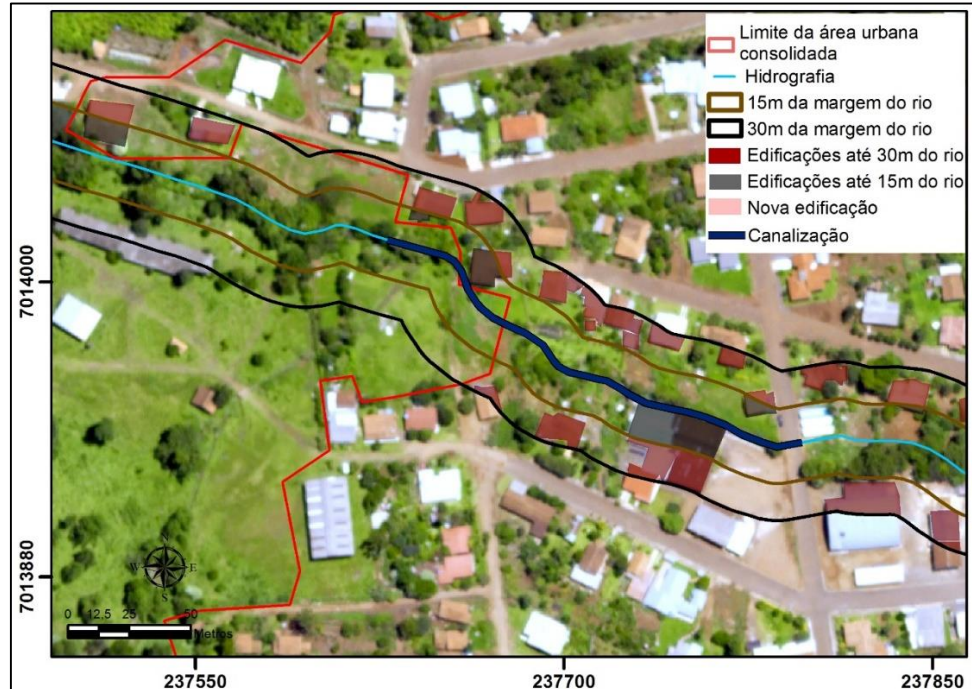 Limite da área urbana
consolidada
Hidrografia
15m da margem do rio
30m da margem do rio
Edificações até 30m do rio
Edificações até 15m do rio
Nova edificação
Canalização
7014000
7013880
N
W E
S
0 12.5 25 50
Metros
237550 237700 237850